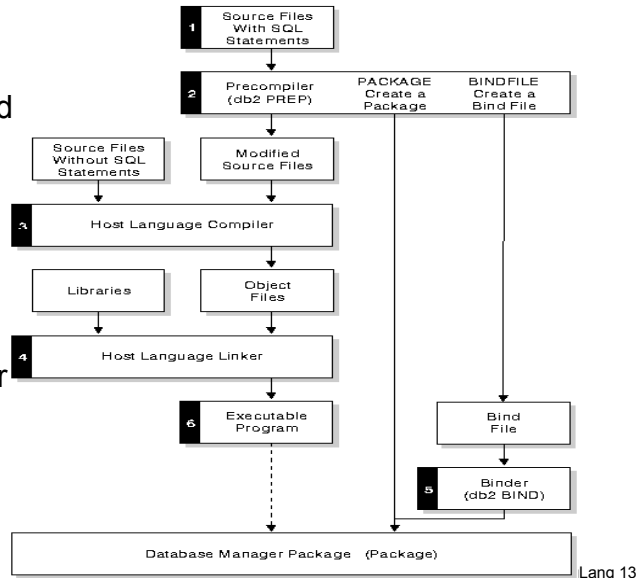 1
Source Files
With SQL
Statements
2
Precompiler
(db2 PREP)
PACKAGE
Create a
Package
BINDFILE
Create a
Bind File
d
Source Files
Without SQL
Statements
Modified
Source Files
3
Host Language Compiler
Libraries
Object
Files
4
Host Language Linker
r
6
Executable
Program
Bind
File
5
Binder
(db2 BIND)
Database Manager Package (Package)
Lang 13